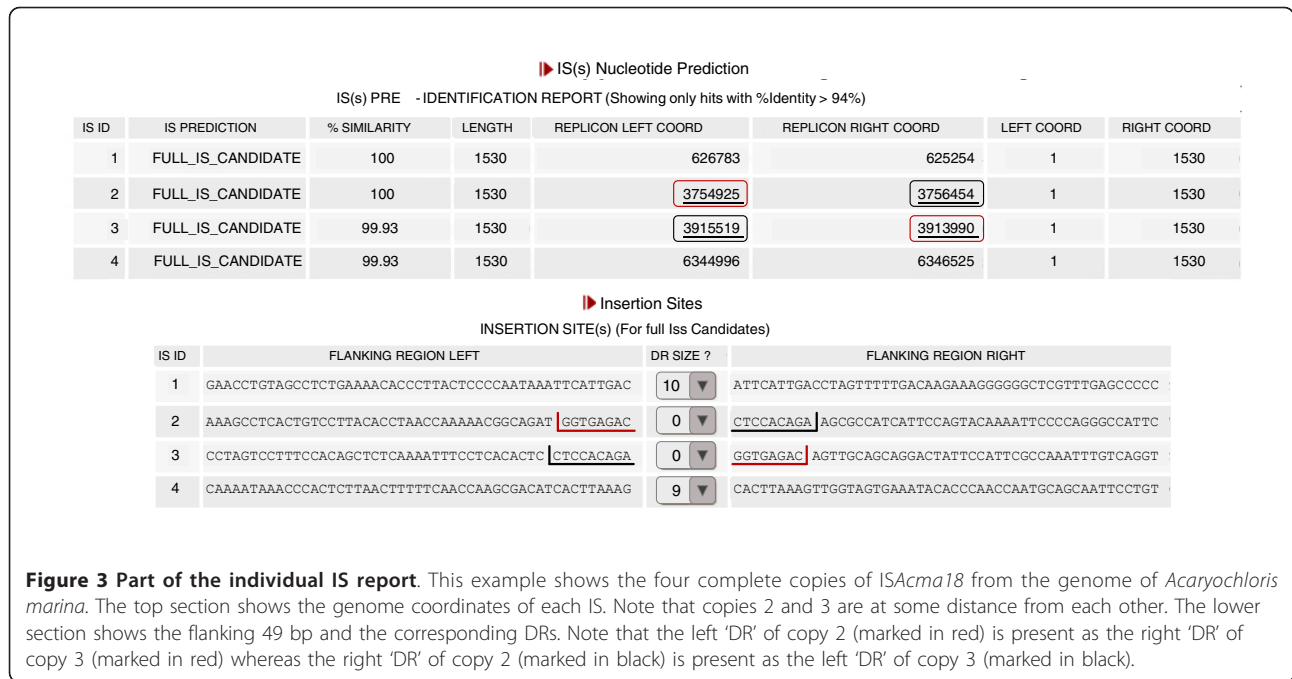 IS(s) Nucleotide Prediction
IS(s) PRE - IDENTIFICATION REPORT (Showing only hits with %Identity > 94%)
IS ID IS PREDICTION % SIMILARITY LENGTH REPLICON LEFT COORD REPLICON RIGHT COORD LEFT COORD RIGHT COORD
1 FULL_IS_CANDIDATE 100 1530 626783 625254 1 1530
2 FULL_IS_CANDIDATE 100 1530 3754925 3756454 1 1530
3 FULL_IS_CANDIDATE 99.93 1530 3915519 3913990 1 1530
4 FULL_IS_CANDIDATE 99.93 1530 6344996 6346525 1 1530
Insertion Sites
INSERTION SITE(s) (For full Iss Candidates)
IS ID FLANKING REGION LEFT DR SIZE ? FLANKING REGION RIGHT
1 GAACCTGTAGCCTCTGAAAACACCCTTACTCCCCAATAAATTCATTGAC 10 ATTCATTGACCTAGTTTTTGACAAGAAAGGGGGGCTCGTTTGAGCCCCC
2 AAAGCCTCACTGTCCTTACACCTAACCAAAAACGGCAGAT GGTGAGAC 0 CTCCACAGA AGCGCCATCATTCCAGTACAAAATTCCCCAGGGCCATTC
3 CCTAGTCCTTTCCACAGCTCTCAAAATTTCCTCACACTC CTCCACAGA 0 GGTGAGAC AGTTGCAGCAGGACTATTCCATTCGCCAAATTTGTCAGGT
4 CAAAATAAACCCACTCTTAACTTTTTCAACCAAGCGACATCACTTAAAG 9 CACTTAAAGTTGGTAGTGAAATACACCCAACCAATGCAGCAATTCCTGT
Figure 3 Part of the individual IS report. This example shows the four complete copies of ISAcma18 from the genome of Acaryochloris
marina. The top section shows the genome coordinates of each IS. Note that copies 2 and 3 are at some distance from each other. The lower
section shows the flanking 49 bp and the corresponding DRs. Note that the left ‘DR’ of copy 2 (marked in red) is present as the right ‘DR’ of
copy 3 (marked in red) whereas the right ‘DR’ of copy 2 (marked in black) is present as the left ‘DR’ of copy 3 (marked in black).